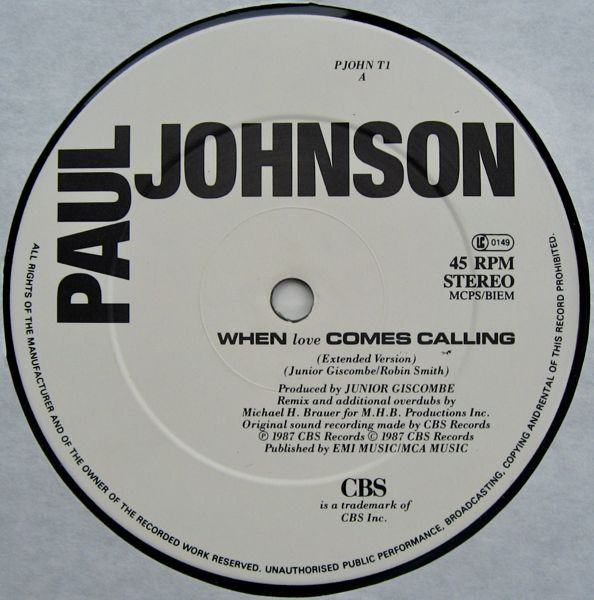 PJOHN T1
A
PAUL
JOHNSON
LC 0149
45 RPM
STEREO
MCPS/BIEM
WHEN love COMES CALLING
(Extended Version)
(Junior Giscombe/Robin Smith)
Produced by JUNIOR GISCOMBE
Remix and additional overdubs by
Michael H. Brauer for M.H.B. Productions Inc.
Original sound recording made by CBS Records
℗ 1987 CBS Records © 1987 CBS Records
Published by EMI MUSIC/MCA MUSIC
CBS
is a trademark of
CBS Inc.
ALL RIGHTS OF THE MANUFACTURER AND OF THE OWNER OF THE RECORDED WORK RESERVED. UNAUTHORISED PUBLIC PERFORMANCE, BROADCASTING, COPYING AND RENTAL OF THIS RECORD PROHIBITED.